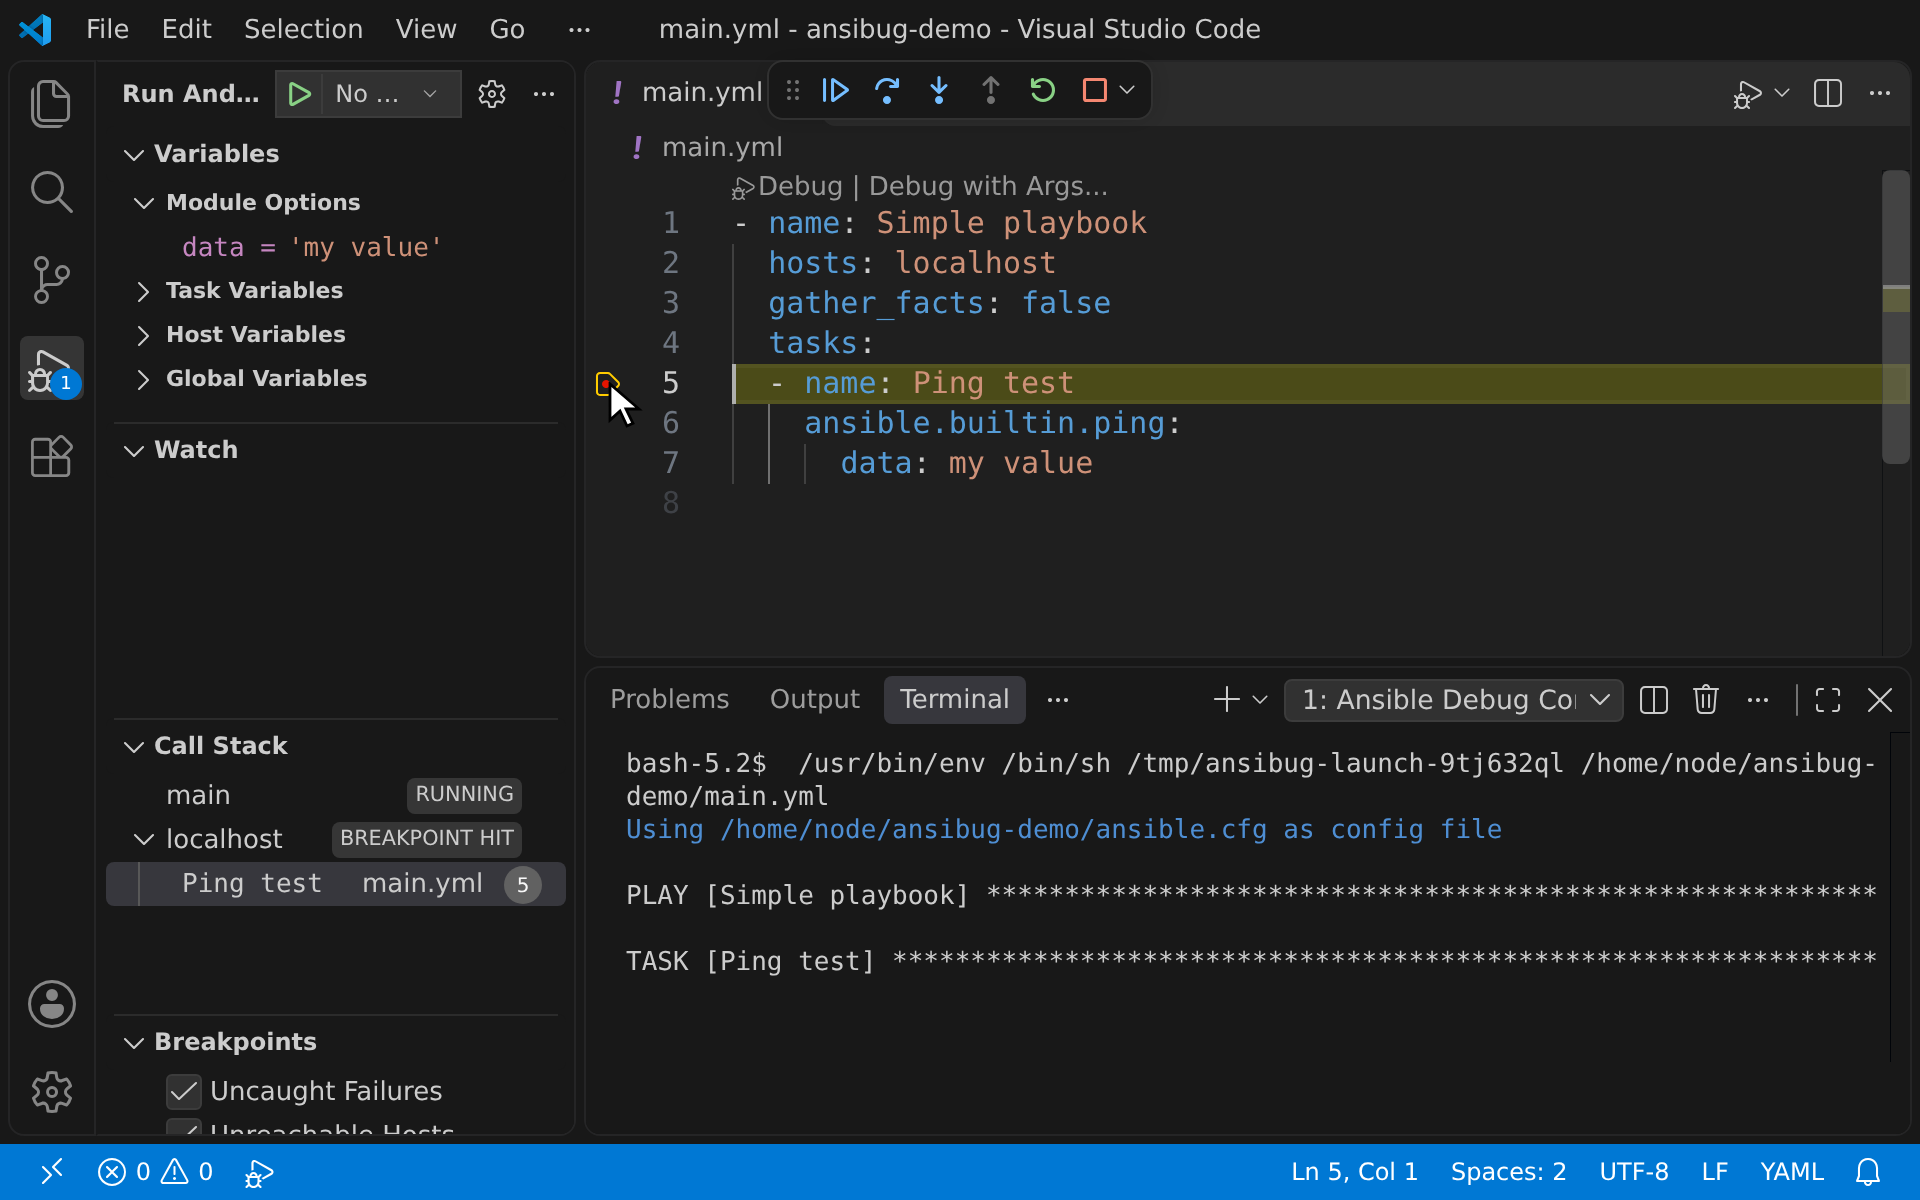 File Edit Selection View Go ··· main.yml - ansibug-demo - Visual Studio Code
Run And... No ...
Variables
Module Options
data = 'my value'
Task Variables
Host Variables
Global Variables
1
Watch
Call Stack
main RUNNING
localhost BREAKPOINT HIT
Ping test main.yml 5
Breakpoints
Uncaught Failures
Unreachable Hosts
! main.yml
! main.yml
Debug | Debug with Args...
1 - name: Simple playbook
2 hosts: localhost
3 gather_facts: false
4 tasks:
5 - name: Ping test
6 ansible.builtin.ping:
7 data: my value
8
Problems Output Terminal ··· 1: Ansible Debug Co
bash-5.2$  /usr/bin/env /bin/sh /tmp/ansibug-launch-9tj632ql /home/node/ansibug-
demo/main.yml
Using /home/node/ansibug-demo/ansible.cfg as config file
PLAY [Simple playbook] *********************************************************
TASK [Ping test] ***************************************************************
0 0 Ln 5, Col 1 Spaces: 2 UTF-8 LF YAML